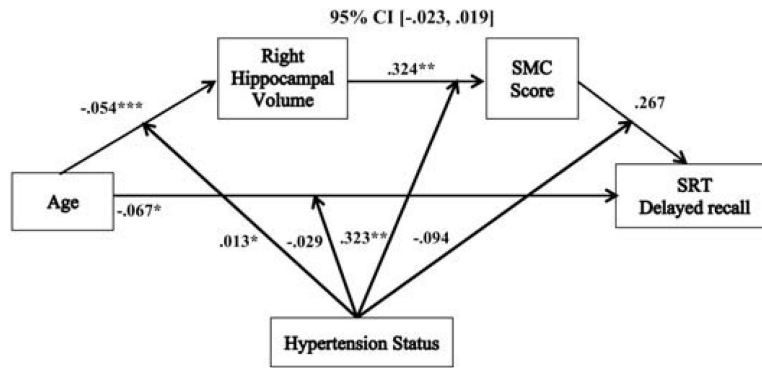 95% CI [-.023, .019]
Right
Hippocampal
Volume
.324**
SMC
Score
-.054***
.267
Age
-.067*
SRT
Delayed recall
.013*
-.029
.323**
-.094
Hypertension Status